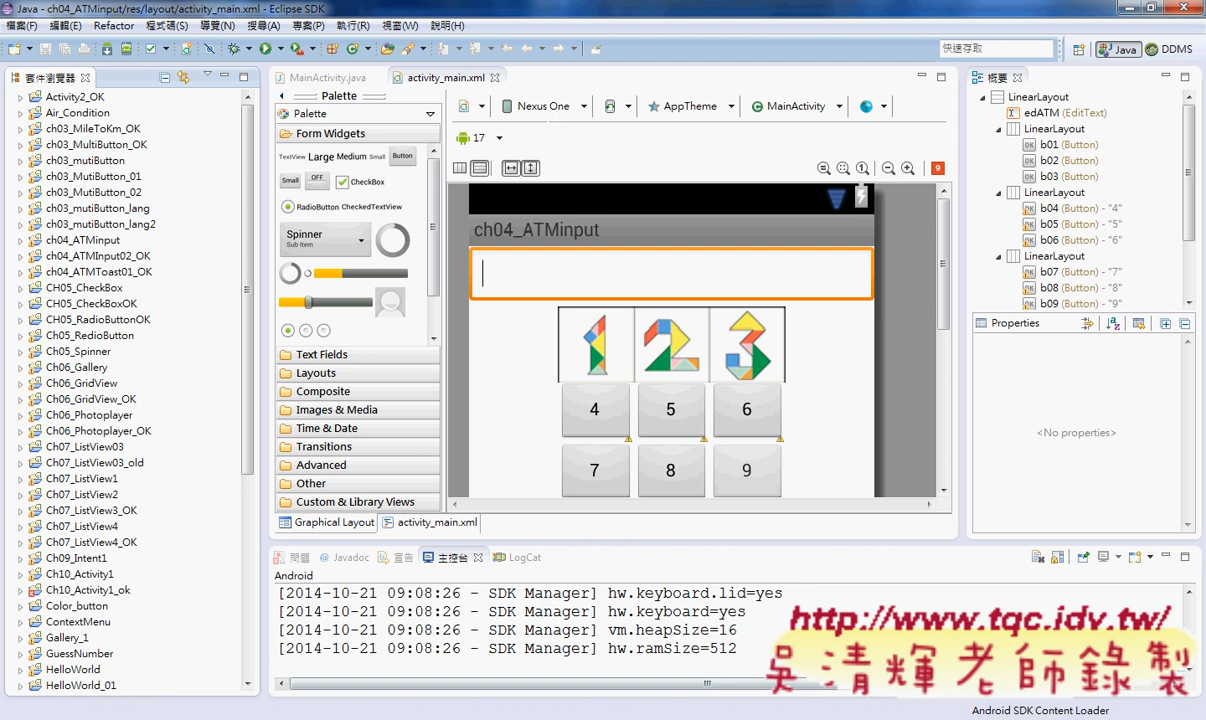 Java - ch04_ATMinput/res/layout/activity_main.xml - Eclipse SDK
檔案(F) 編輯(E) Refactor 程式碼(S) 導覽(N) 搜尋(A) 專案(P) 執行(R) 視窗(W) 說明(H)
快速存取 Java DDMS
套件瀏覽器
Activity2_OK
Air_Condition
ch03_MileToKm_OK
ch03_MultiButton_OK
ch03_mutiButton
ch03_MutiButton_01
ch03_MutiButton_02
ch03_mutiButton_lang
ch03_mutiButton_lang2
ch04_ATMinput
ch04_ATMInput02_OK
ch04_ATMToast01_OK
CH05_CheckBox
CH05_CheckBoxOK
CH05_RadioButtonOK
Ch05_RedioButton
Ch05_Spinner
Ch06_Gallery
Ch06_GridView
Ch06_GridView_OK
Ch06_Photoplayer
Ch06_Photoplayer_OK
Ch07_ListView03
Ch07_ListView03_old
Ch07_ListView1
Ch07_ListView2
Ch07_ListView3_OK
Ch07_ListView4
Ch07_ListView4_OK
Ch09_Intent1
Ch10_Activity1
Ch10_Activity1_ok
Color_button
ContextMenu
Gallery_1
GuessNumber
HelloWorld
HelloWorld_01
MainActivity.java activity_main.xml
Palette
Palette
Form Widgets
TextView Large Medium Small Button
Small OFF CheckBox
RadioButton CheckedTextView
Spinner
Sub Item
Text Fields
Layouts
Composite
Images & Media
Time & Date
Transitions
Advanced
Other
Custom & Library Views
Nexus One AppTheme MainActivity
17
9
ch04_ATMinput
1 2 3
4 5 6
7 8 9
Graphical Layout activity_main.xml
概要
LinearLayout
edATM (EditText)
LinearLayout
b01 (Button)
b02 (Button)
b03 (Button)
LinearLayout
b04 (Button) - "4"
b05 (Button) - "5"
b06 (Button) - "6"
LinearLayout
b07 (Button) - "7"
b08 (Button) - "8"
b09 (Button) - "9"
Properties
<No properties>
問題 @ Javadoc 宣告 主控台 LogCat
Android
[2014-10-21 09:08:26 - SDK Manager] hw.keyboard.lid=yes
[2014-10-21 09:08:26 - SDK Manager] hw.keyboard=yes
[2014-10-21 09:08:26 - SDK Manager] vm.heapSize=16
[2014-10-21 09:08:26 - SDK Manager] hw.ramSize=512
http://www.tqc.idv.tw/
吳清輝老師錄製
Android SDK Content Loader